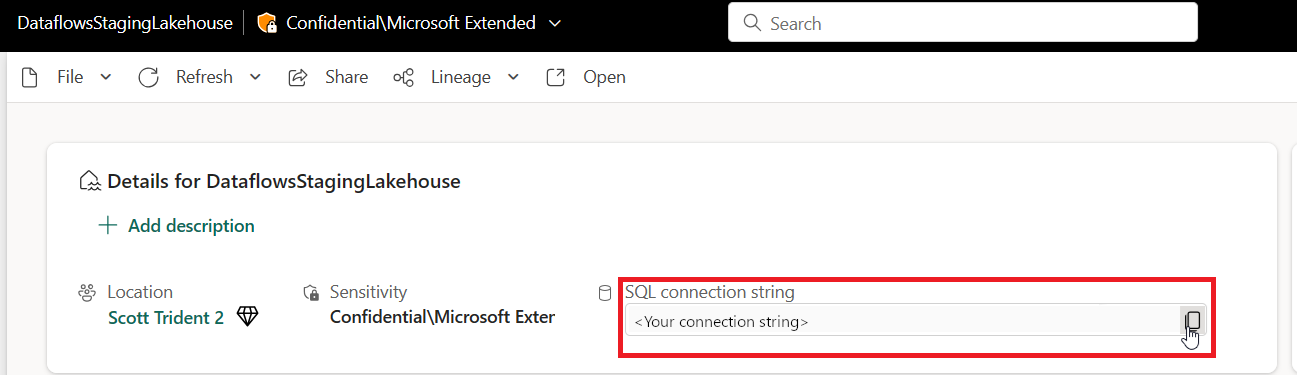 DataflowsStagingLakehouse Confidential\Microsoft Extended Search
File Refresh Share Lineage Open
Details for DataflowsStagingLakehouse
Add description
Location Sensitivity SQL connection string
Scott Trident 2 Confidential\Microsoft Exter <Your connection string>